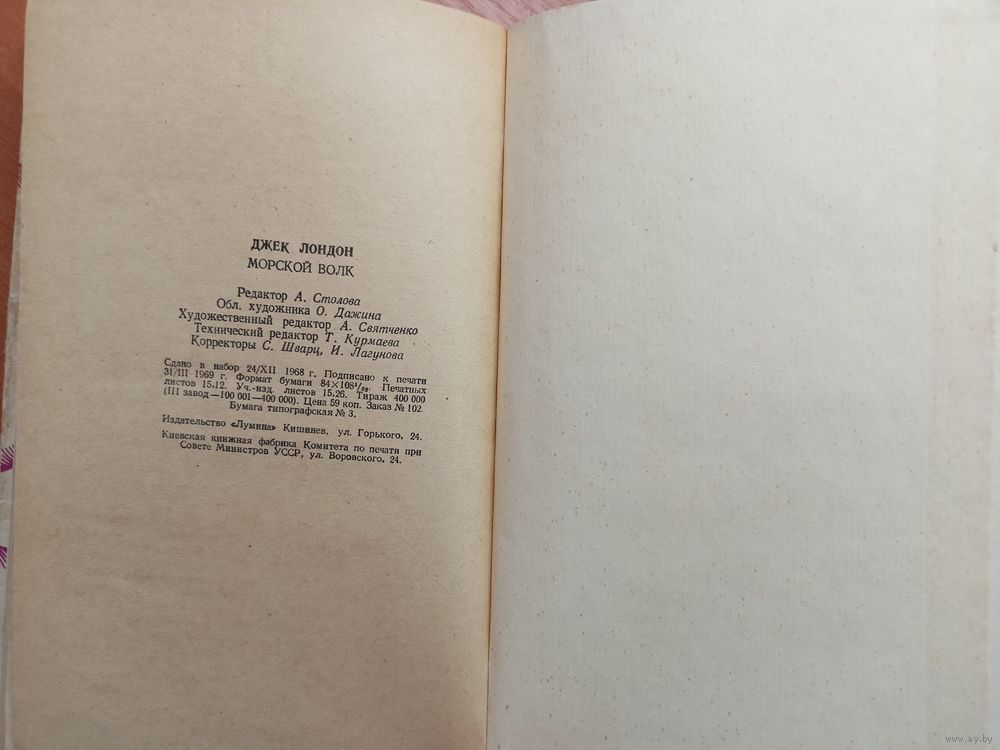 ДЖЕК ЛОНДОН
МОРСКОЙ ВОЛК
Редактор А. Столова
Обл. художника О. Дажина
Художественный редактор А. Святченко
Технический редактор Т. Курмаева
Корректоры С. Шварц, И. Лагунова
Сдано в набор 24/XII 1968 г. Подписано к печати
31/III 1969 г. Формат бумаги 84×108¹/₃₂. Печатных
листов 15,12. Уч.-изд. листов 15,26. Тираж 400 000
(III завод—100 001—400 000). Цена 59 коп. Заказ № 102.
Бумага типографская № 3.
Издательство «Лумина» Кишинев, ул. Горького, 24.
Киевская книжная фабрика Комитета по печати при
Совете Министров УССР, ул. Воровского, 24.
www.ay.by